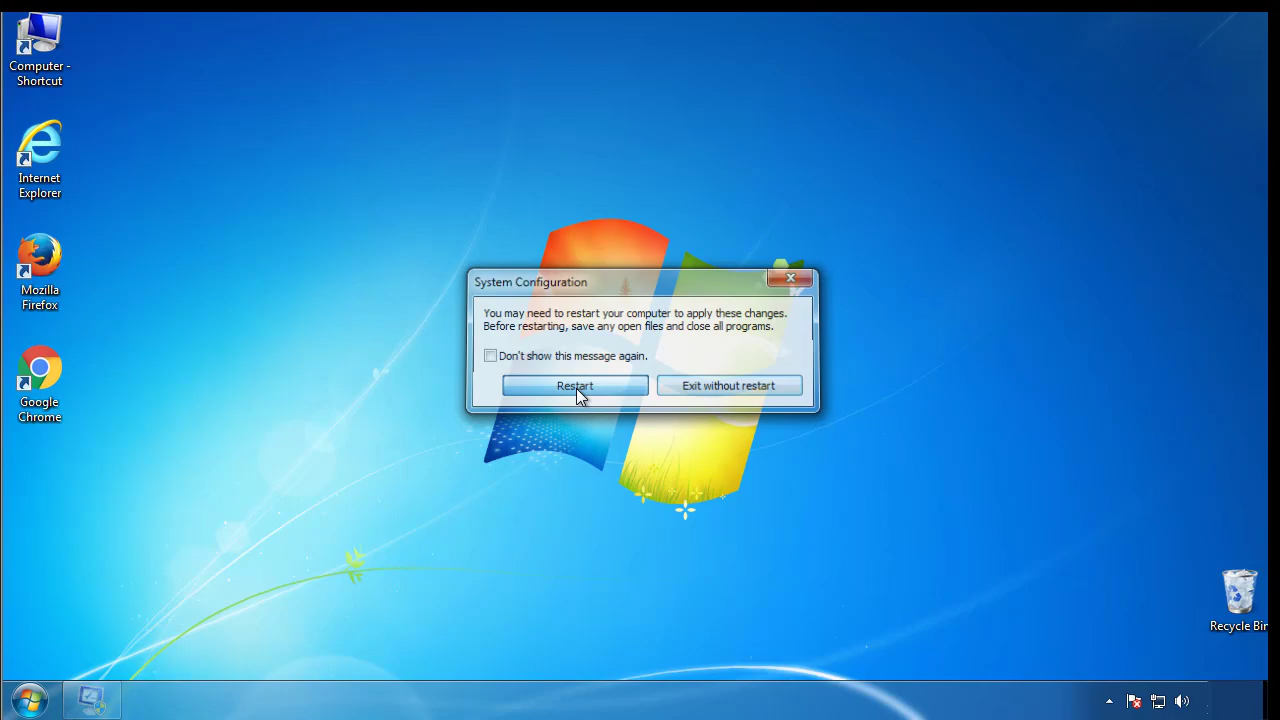 Computer -
Shortcut
Internet
Explorer
Mozilla
Firefox
Google
Chrome
System Configuration
You may need to restart your computer to apply these changes.
Before restarting, save any open files and close all programs.
Don't show this message again.
Restart
Exit without restart
Recycle Bin